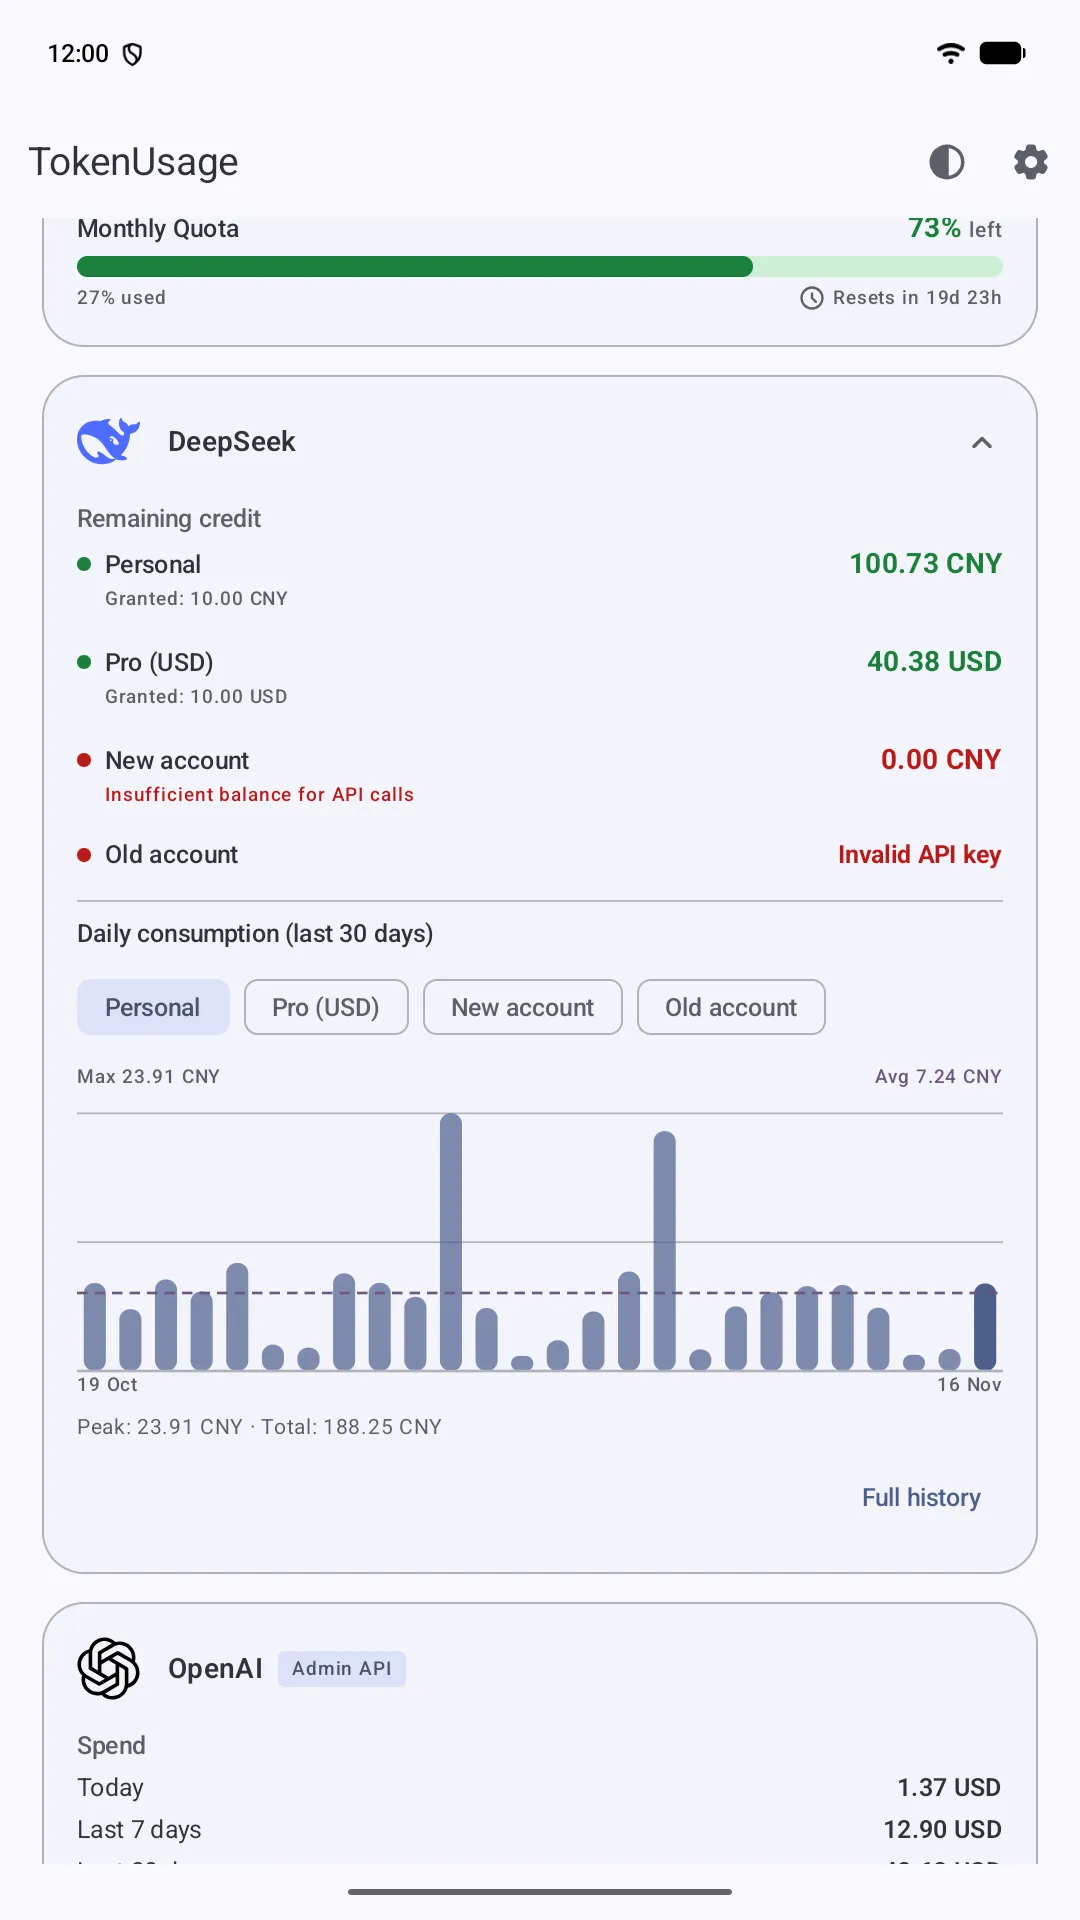 12:00
TokenUsage
Monthly Quota
73% left
27% used
Resets in 19d 23h
DeepSeek
Remaining credit
Personal
100.73 CNY
Granted: 10.00 CNY
Pro (USD)
40.38 USD
Granted: 10.00 USD
New account
0.00 CNY
Insufficient balance for API calls
Old account
Invalid API key
Daily consumption (last 30 days)
Personal
Pro (USD)
New account
Old account
Max 23.91 CNY
Avg 7.24 CNY
19 Oct
16 Nov
Peak: 23.91 CNY · Total: 188.25 CNY
Full history
OpenAI
Admin API
Spend
Today
1.37 USD
Last 7 days
12.90 USD